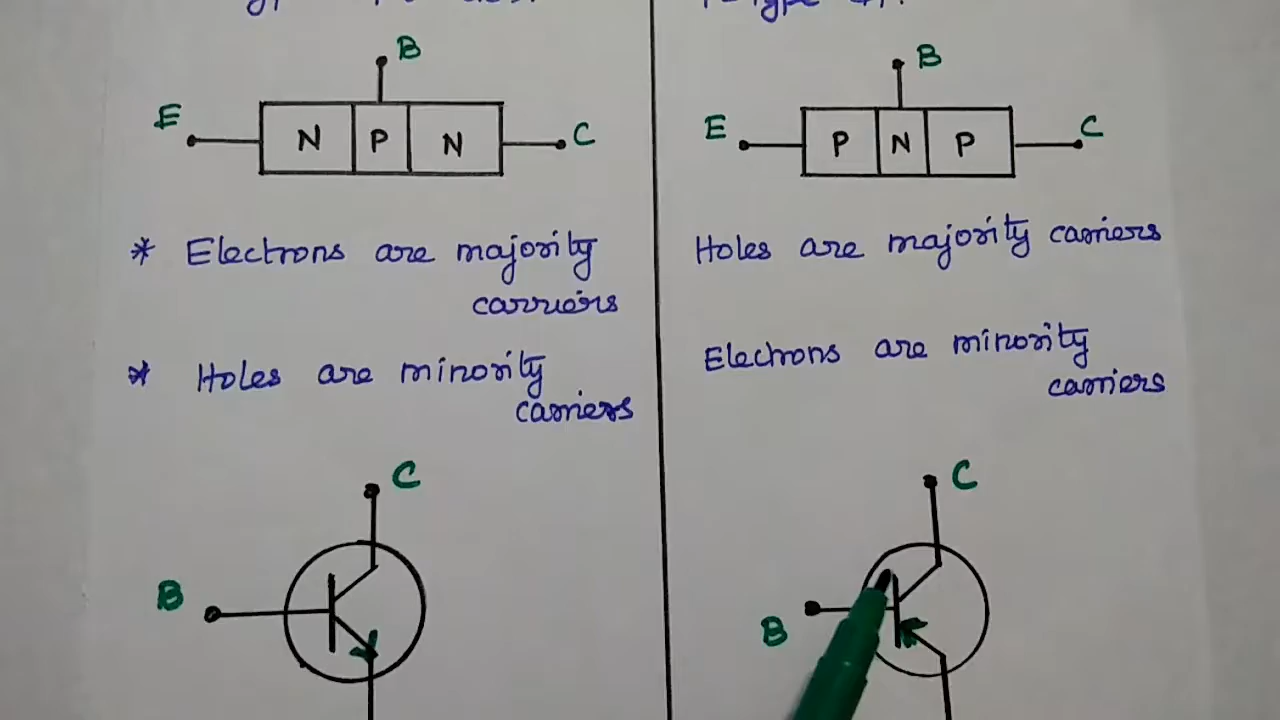 B
E N P N C
* Electrons are majority
carriers
* Holes are minority
carriers
C
B
B
E P N P C
Holes are majority carriers
Electrons are minority
carriers
C
B